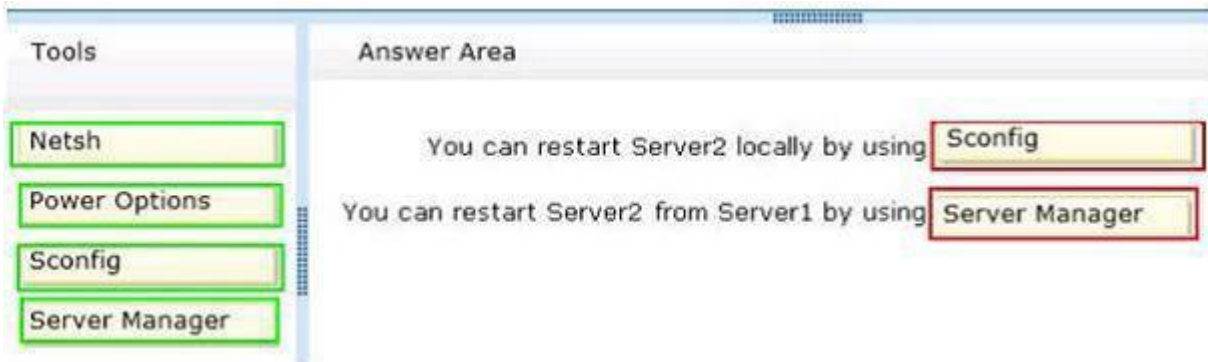 Tools
Answer Area
Netsh
Power Options
Sconfig
Server Manager
You can restart Server2 locally by using Sconfig
You can restart Server2 from Server1 by using Server Manager